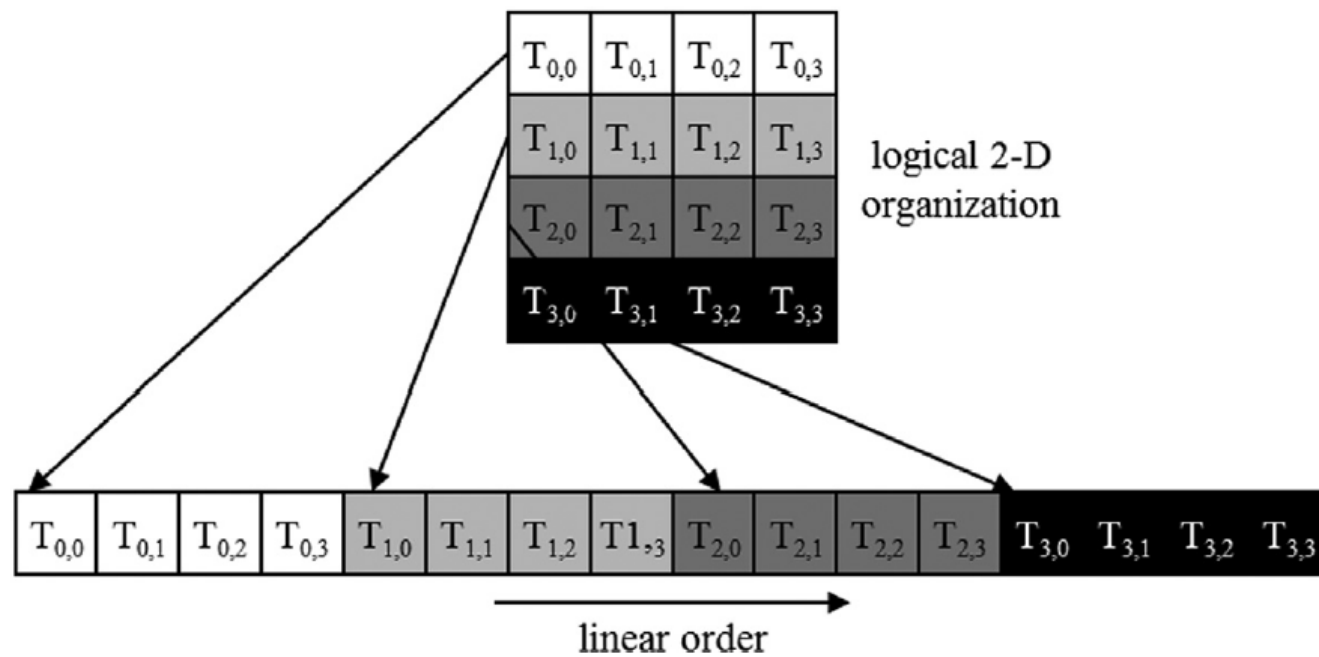 T0,0 T0,1 T0,2 T0,3
T1,0 T1,1 T1,2 T1,3
logical 2-D
organization
T2,0 T2,1 T2,2 T2,3
T3,0 T3,1 T3,2 T3,3
T0,0 T0,1 T0,2 T0,3 T1,0 T1,1 T1,2 T1,3 T2,0 T2,1 T2,2 T2,3 T3,0 T3,1 T3,2 T3,3
linear order